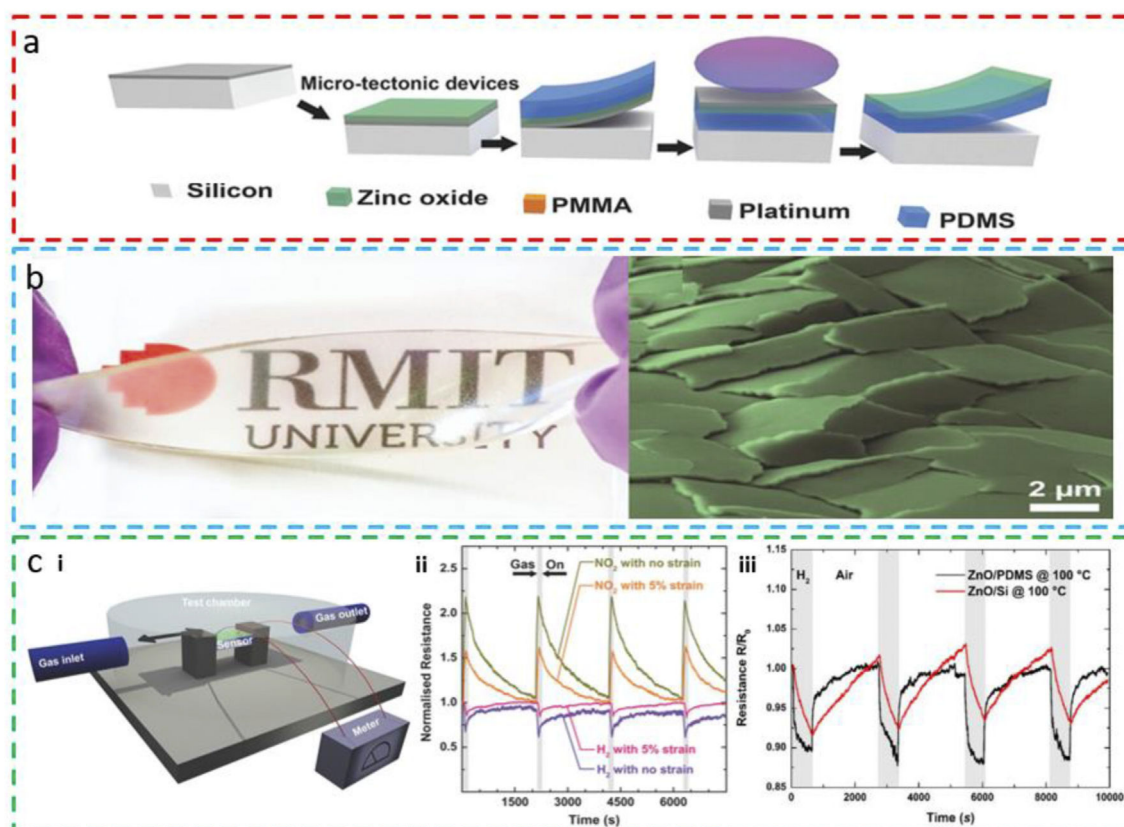 a
Micro-tectonic devices
Silicon
Zinc oxide
PMMA
Platinum
PDMS
b
RMIT
UNIVERSITY
2 μm
c i
Test chamber
Gas outlet
Sensor
Gas inlet
Meter
ii
Normalised Resistance
2.5
2.0
1.5
1.0
0.5
Gas On
NO₂ with no strain
NO₂ with 5% strain
H₂ with 5% strain
H₂ with no strain
1500 3000 4500 6000
Time (s)
iii
Resistance R/R₀
1.15
1.10
1.05
1.00
0.95
0.90
0.85
H₂ Air
ZnO/PDMS @ 100 °C
ZnO/Si @ 100 °C
0 2000 4000 6000 8000 10000
Time (s)